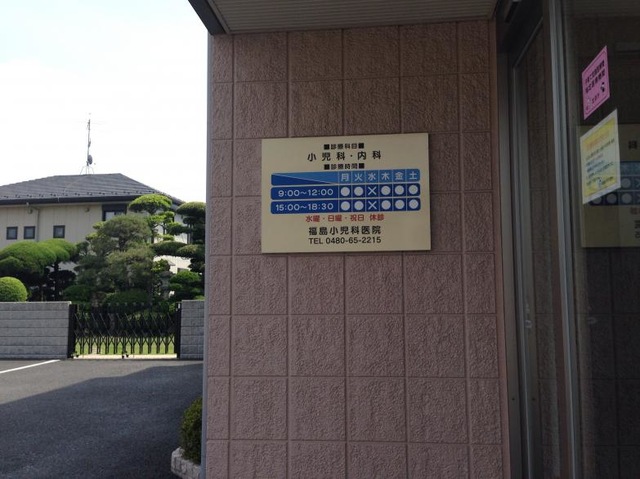 ■診療科目■
小児科・内科
■診療時間■
月 火 水 木 金 土
9:00～12:00 ● ● × ● ● ●
15:00～18:30 ● ● × ● ● ●
水曜・日曜・祝日 休診
福島小児科医院
TEL 0480-65-2215